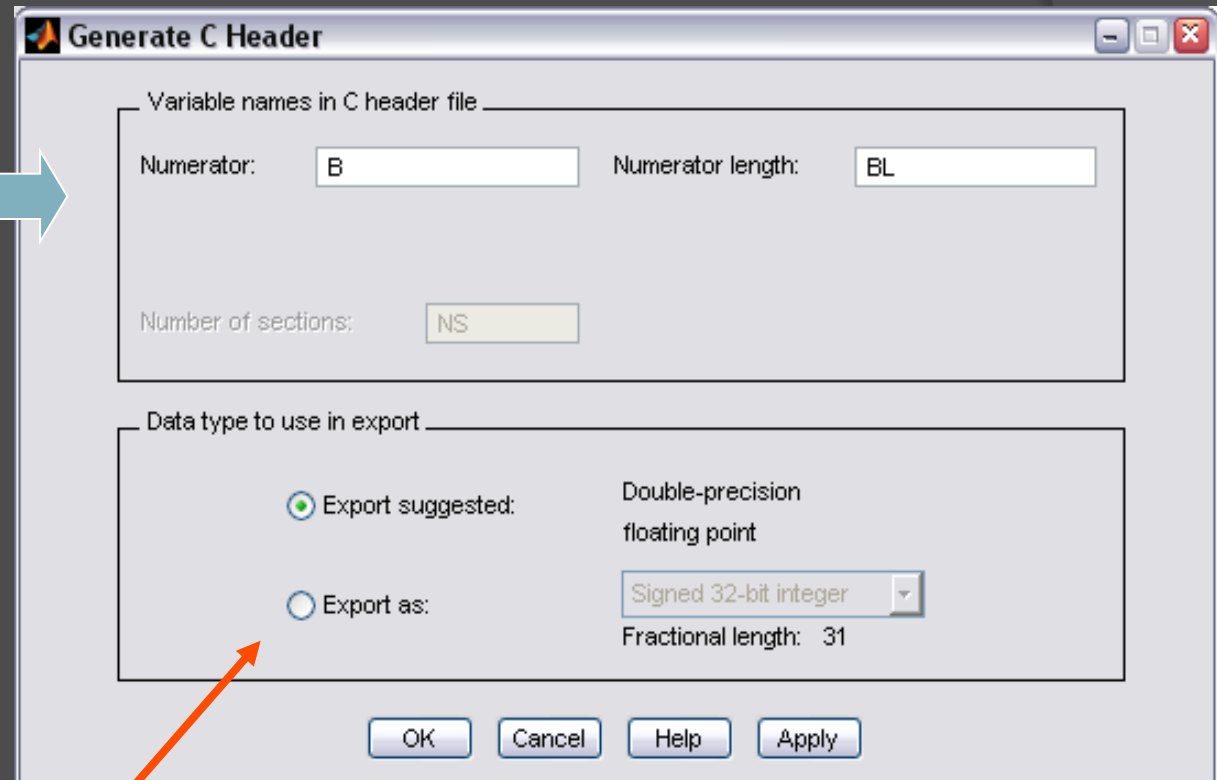 Generate C Header
Variable names in C header file
Numerator: B Numerator length: BL
Number of sections: NS
Data type to use in export
Export suggested: Double-precision
floating point
Export as: Signed 32-bit integer
Fractional length: 31
OK Cancel Help Apply